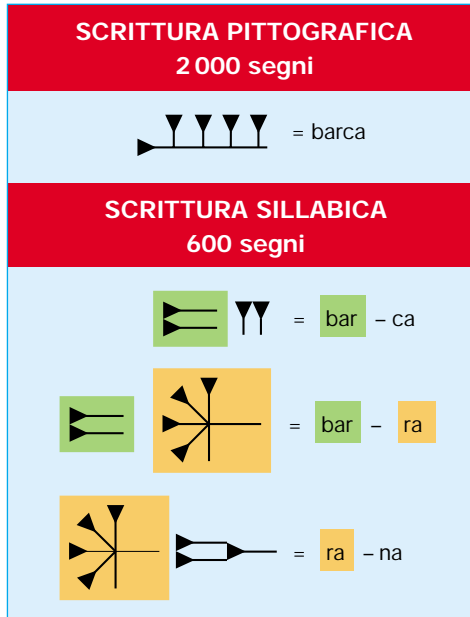 SCRITTURA PITTOGRAFICA
2 000 segni
= barca
SCRITTURA SILLABICA
600 segni
= bar – ca
= bar – ra
= ra – na